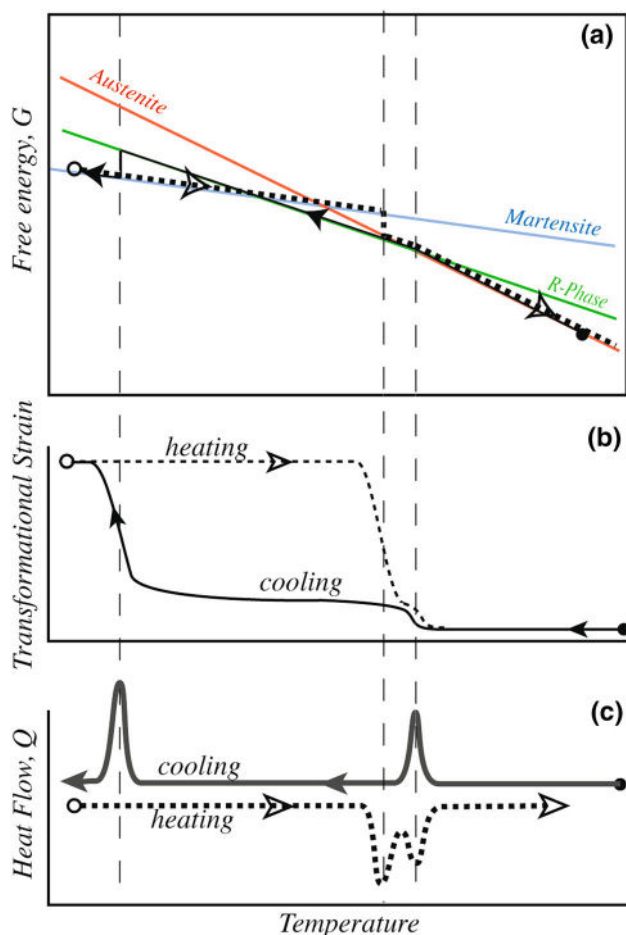 (a)
Austenite
Free energy, G
Martensite
R-Phase
(b)
heating
Transformational Strain
cooling
(c)
cooling
heating
Heat Flow, Q
Temperature